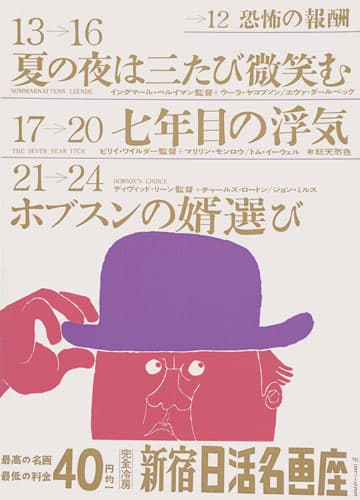 →12 恐怖の報酬
13→16
夏の夜は三たび微笑む
SOMMARNATTENS LEENDE
イングマール・ベルイマン監督+ウーラ・ヤコブソン/エヴァ・ダールベック
17→20 七年目の浮気
THE SEVEN YEAR ITCH
ビリイ・ワイルダー監督+マリリン・モンロウ/トム・イーウェル *総天然色
21→24
HOBSON'S CHOICE
デイヴィッド・リーン監督+チャールズ・ロートン/ジョン・ミルス
ホブスンの婿選び
最高の名画
最低の料金
40円均一
完全冷房
新宿日活名画座